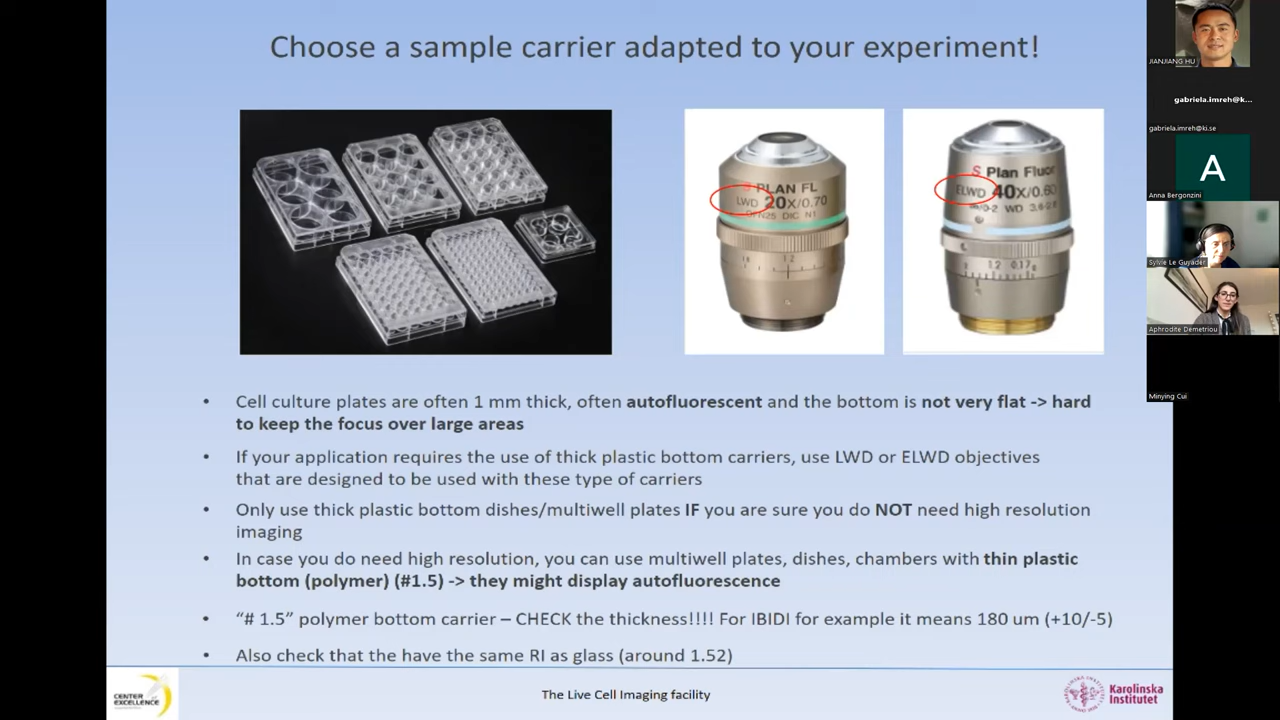 Choose a sample carrier adapted to your experiment!
S PLAN FL
LWD 20X/0.70
OFN25 DIC N1
1.2
S Plan Fluor
ELWD 40X/0.60
WD
1.2 0.17
Cell culture plates are often 1 mm thick, often autofluorescent and the bottom is not very flat -> hard
to keep the focus over large areas
If your application requires the use of thick plastic bottom carriers, use LWD or ELWD objectives
that are designed to be used with these type of carriers
Only use thick plastic bottom dishes/multiwell plates IF you are sure you do NOT need high resolution
imaging
In case you do need high resolution, you can use multiwell plates, dishes, chambers with thin plastic
bottom (polymer) (#1.5) -> they might display autofluorescence
"# 1.5" polymer bottom carrier – CHECK the thickness!!!! For IBIDI for example it means 180 um (+10/-5)
Also check that the have the same RI as glass (around 1.52)
CENTER
EXCELLENCE
The Live Cell Imaging facility
Karolinska
Institutet
JIANJIANG HU
gabriela.imreh@k...
gabriela.imreh@ki.se
A
Anna Bergonzini
Sylvie Le Guyader
Aphrodite Demetriou
Minying Cui